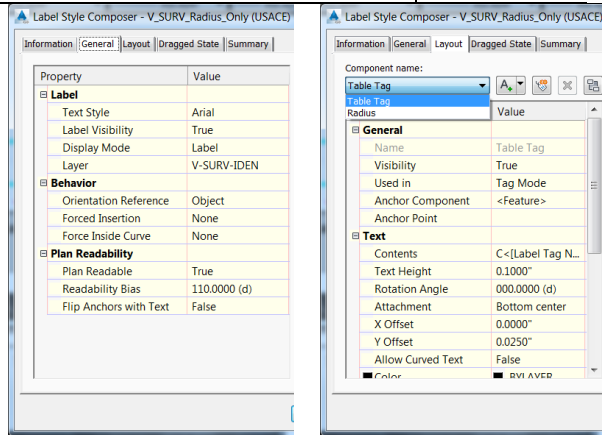 Label Style Composer - V_SURV_Radius_Only (USACE)
Information General Layout Dragged State Summary
Property Value
Label
Text Style Arial
Label Visibility True
Display Mode Label
Layer V-SURV-IDEN
Behavior
Orientation Reference Object
Forced Insertion None
Force Inside Curve None
Plan Readability
Plan Readable True
Readability Bias 110.0000 (d)
Flip Anchors with Text False
Label Style Composer - V_SURV_Radius_Only (USACE)
Information General Layout Dragged State Summary
Component name:
Table Tag
Table Tag
Radius
Value
General
Name Table Tag
Visibility True
Used in Tag Mode
Anchor Component <Feature>
Anchor Point
Text
Contents C<[Label Tag N...
Text Height 0.1000"
Rotation Angle 000.0000 (d)
Attachment Bottom center
X Offset 0.0000"
Y Offset 0.0250"
Allow Curved Text False
Color BYLAYER